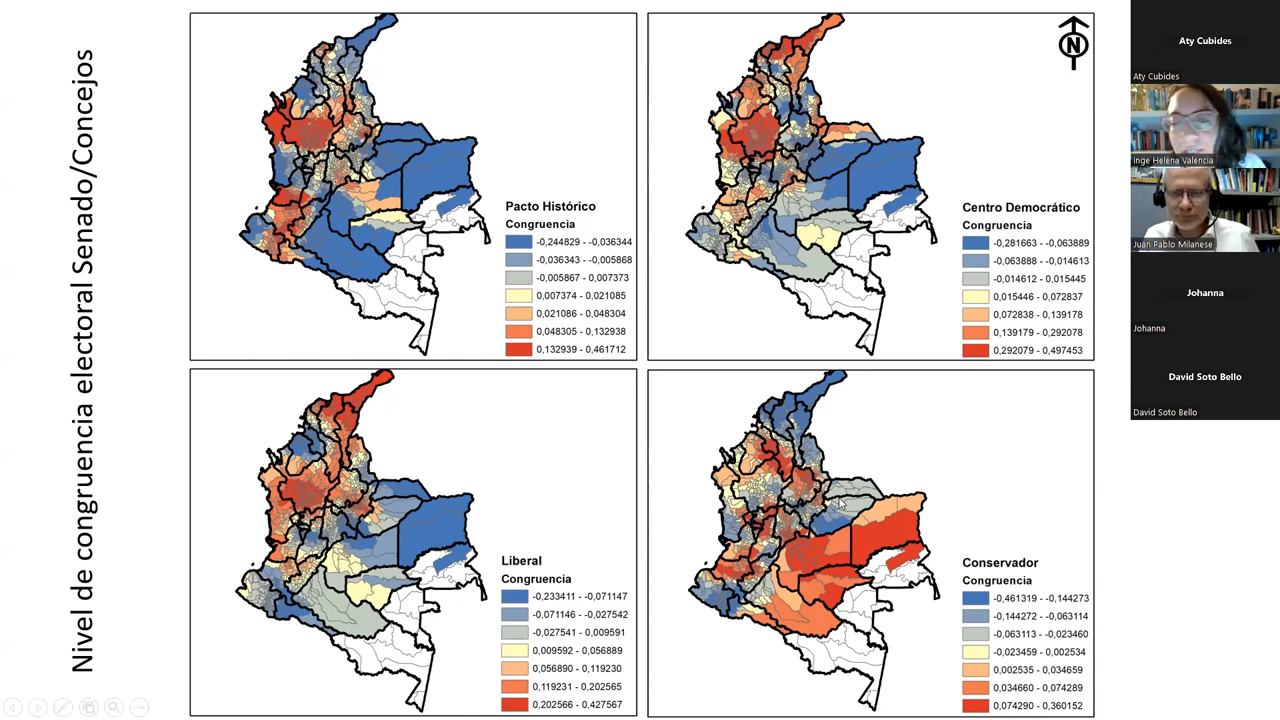 Nivel de congruencia electoral Senado/Concejos
Pacto Histórico
Congruencia
-0,244829 - -0,036344
-0,036343 - -0,005868
-0,005867 - 0,007373
0,007374 - 0,021085
0,021086 - 0,048304
0,048305 - 0,132938
0,132939 - 0,461712
N
Centro Democrático
Congruencia
-0,281663 - -0,063889
-0,063888 - -0,014613
-0,014612 - 0,015445
0,015446 - 0,072837
0,072838 - 0,139178
0,139179 - 0,292078
0,292079 - 0,497453
Liberal
Congruencia
-0,233411 - -0,071147
-0,071146 - -0,027542
-0,027541 - 0,009591
0,009592 - 0,056889
0,056890 - 0,119230
0,119231 - 0,202565
0,202566 - 0,427567
Conservador
Congruencia
-0,461319 - -0,144273
-0,144272 - -0,063114
-0,063113 - -0,023460
-0,023459 - 0,002534
0,002535 - 0,034659
0,034660 - 0,074289
0,074290 - 0,360152
Aty Cubides
Aty Cubides
Inge Helena Valencia
Juan Pablo Milanese
Johanna
Johanna
David Soto Bello
David Soto Bello